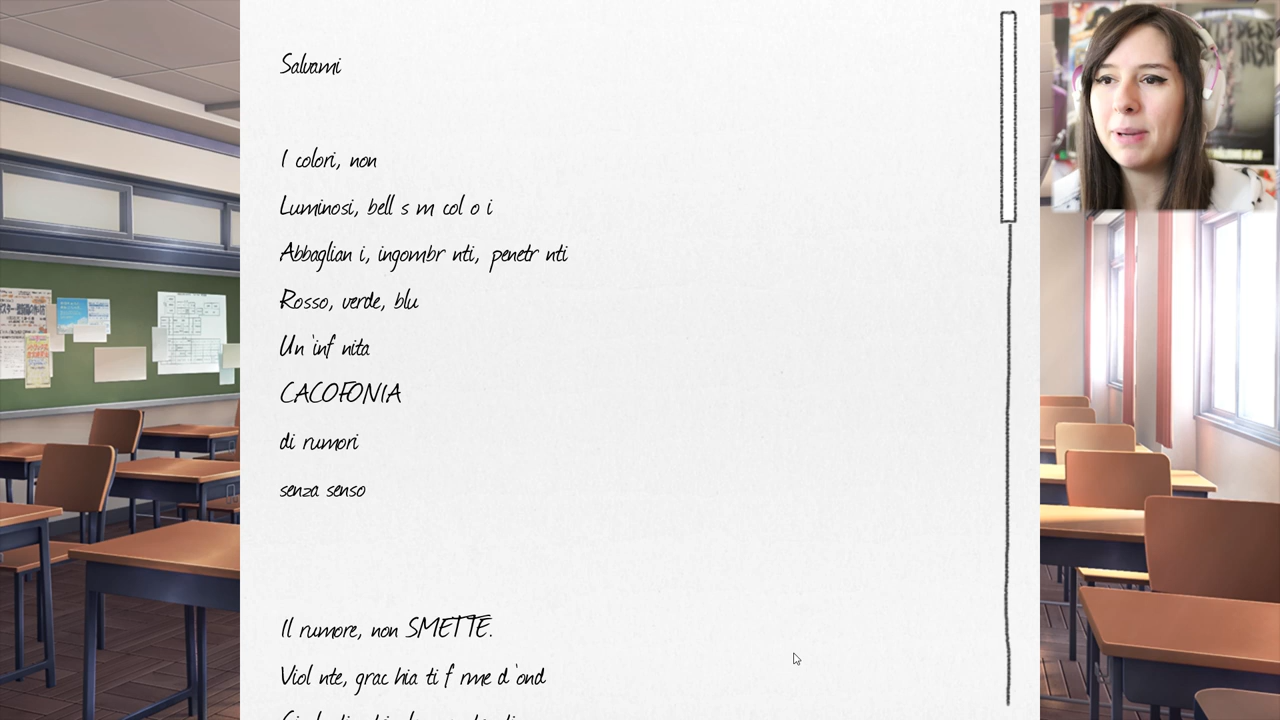 Salvami
I colori, non
Luminosi, bell s m col o i
Abbaglian i, ingombr nti, penetr nti
Rosso, verde, blu
Un'inf nita
CACOFONIA
di rumori
senza senso
Il rumore, non SMETTE.
Viol nte, grac hia ti f rme d'ond